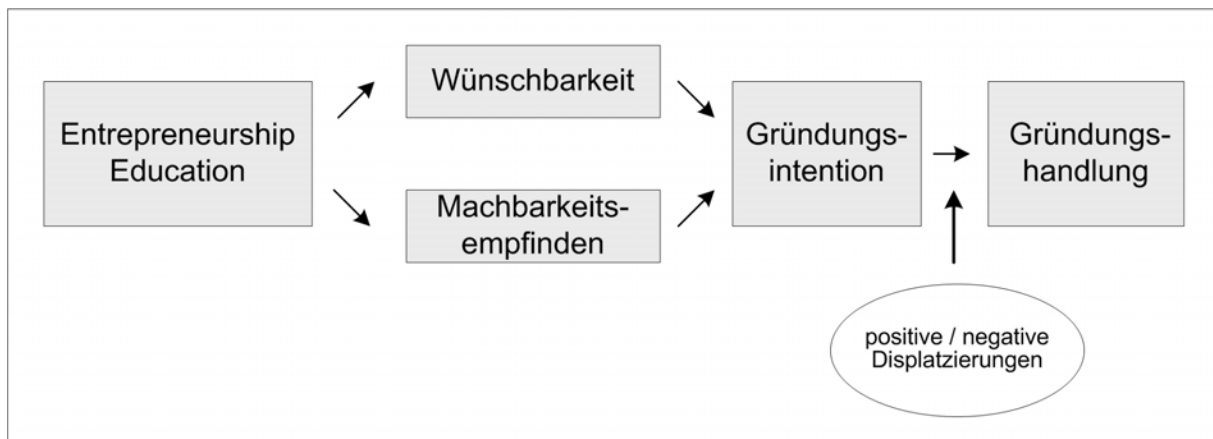 Entrepreneurship
Education
Wünschbarkeit
Machbarkeits-
empfinden
Gründungs-
intention
Gründungs-
handlung
positive / negative
Displatzierungen